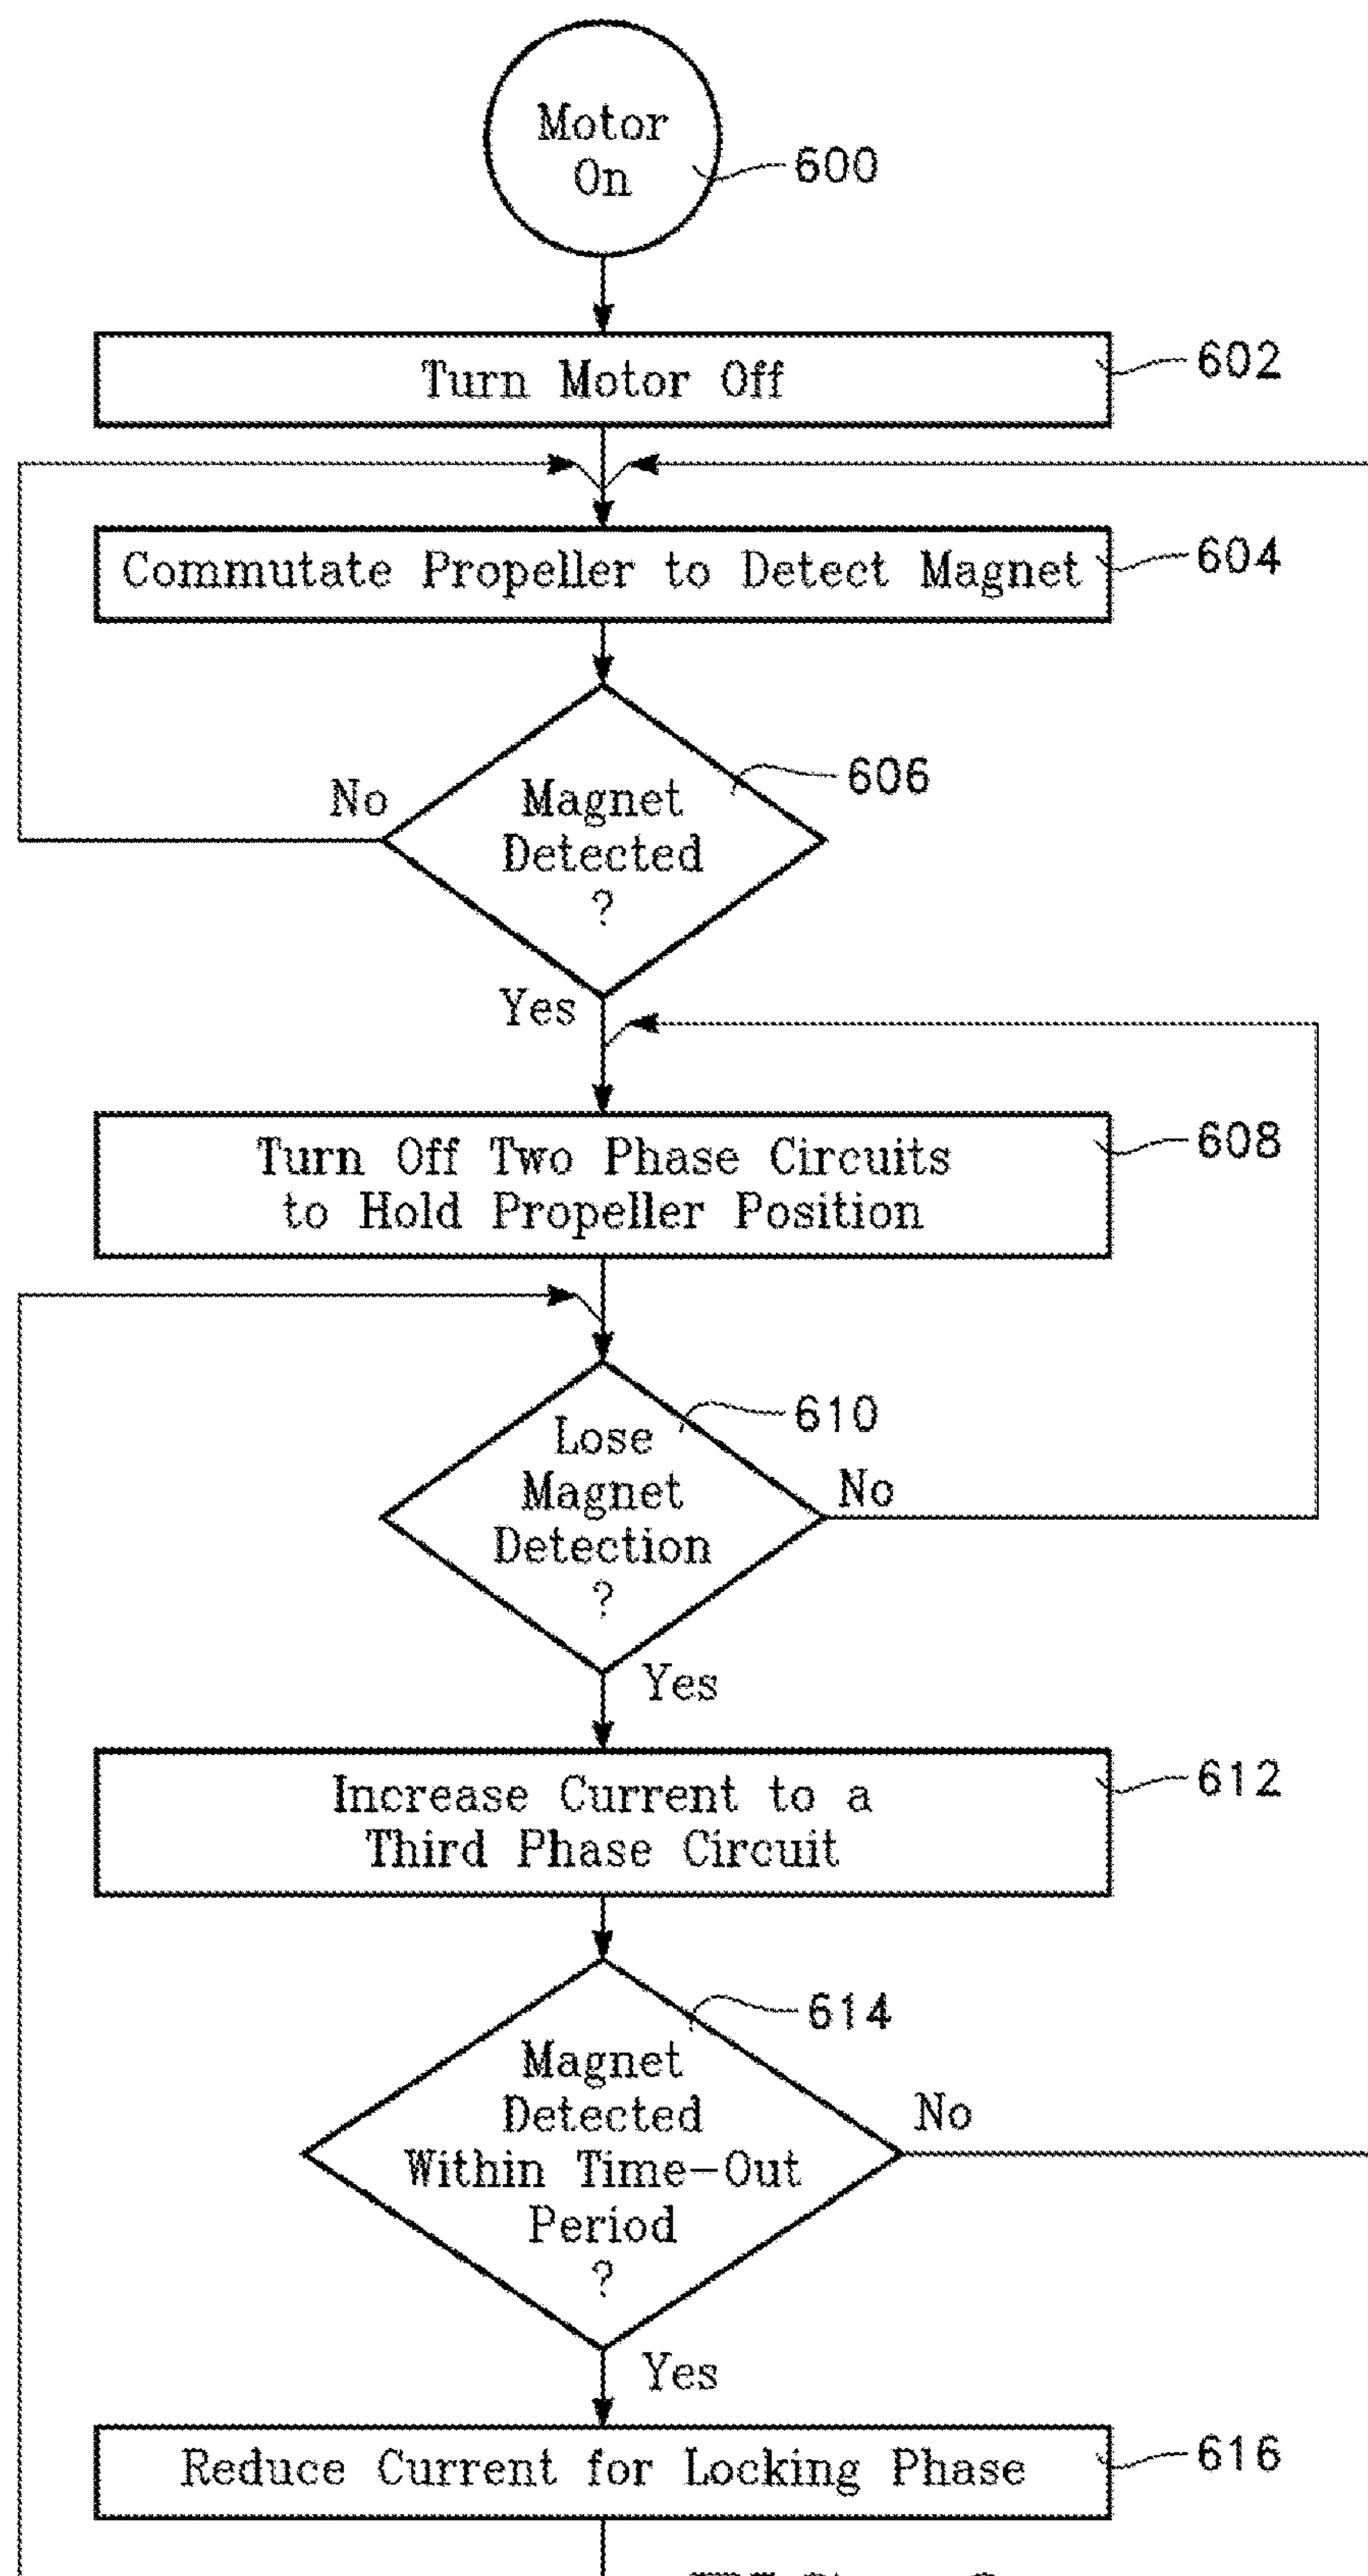 Motor
On
600
Turn Motor Off
602
Commutate Propeller to Detect Magnet
604
606
No
Magnet
Detected
?
Yes
Turn Off Two Phase Circuits
to Hold Propeller Position
608
610
Lose
Magnet
Detection
?
No
Yes
Increase Current to a
Third Phase Circuit
612
614
Magnet
Detected
Within Time-Out
Period
?
No
Yes
Reduce Current for Locking Phase
616